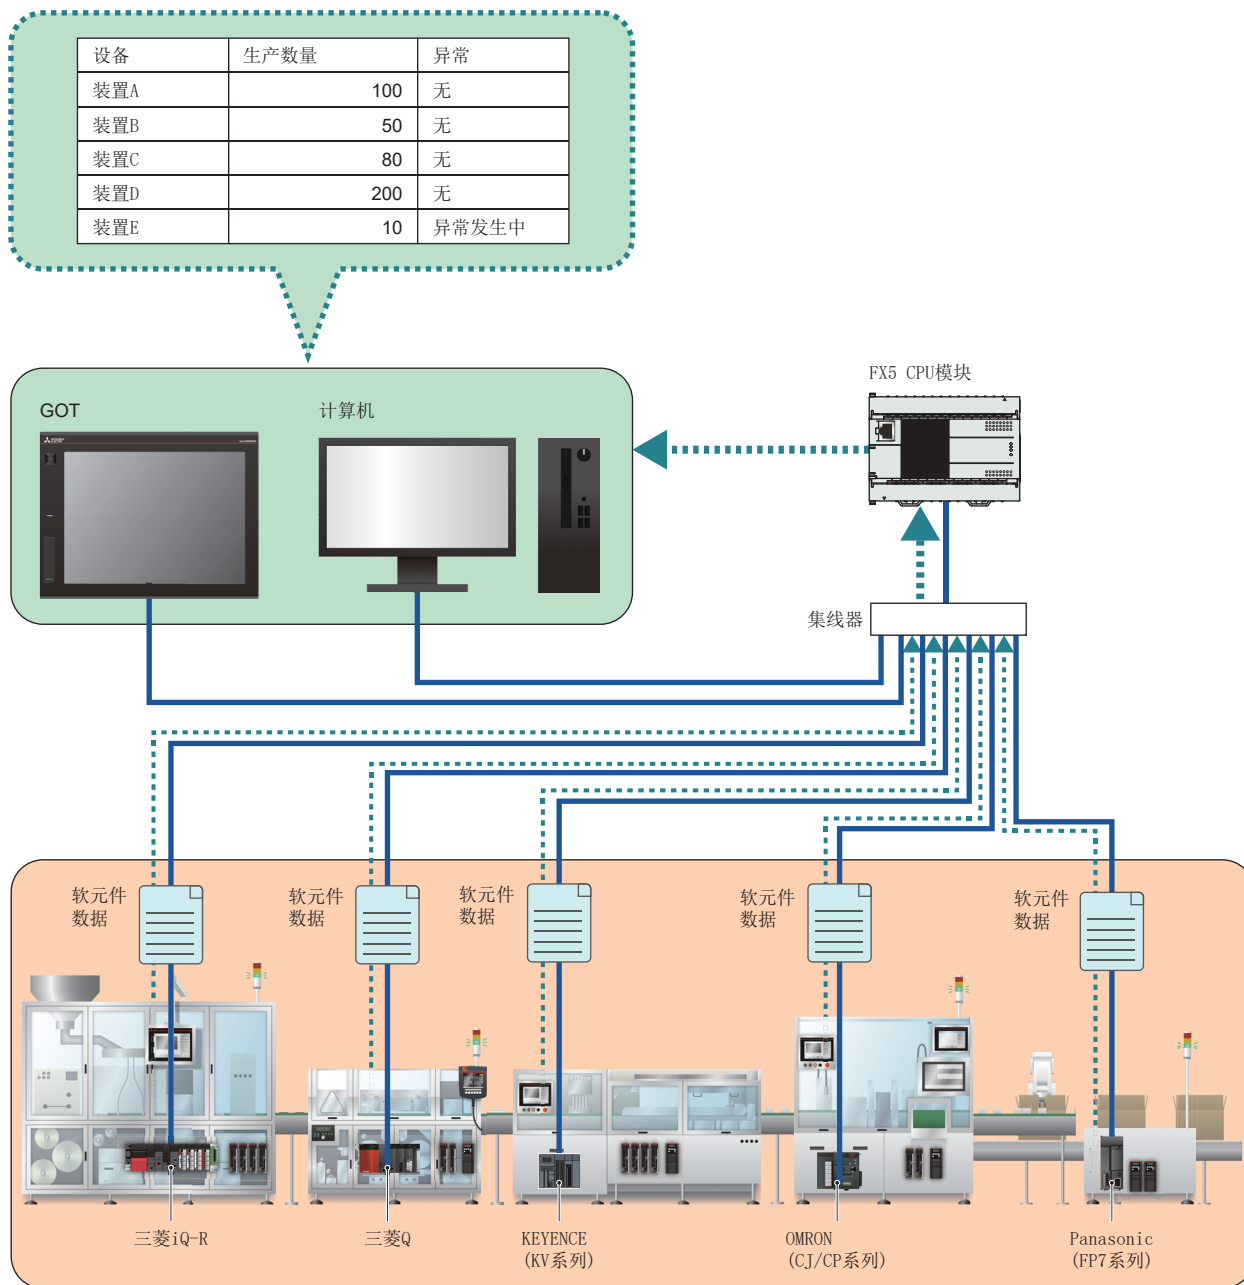 设备 生产数量 异常
装置A 100 无
装置B 50 无
装置C 80 无
装置D 200 无
装置E 10 异常发生中
FX5 CPU模块
GOT
计算机
集线器
软元件
数据
软元件
数据
软元件
数据
软元件
数据
软元件
数据
三菱iQ-R
三菱Q
KEYENCE
(KV系列)
OMRON
(CJ/CP系列)
Panasonic
(FP7系列)